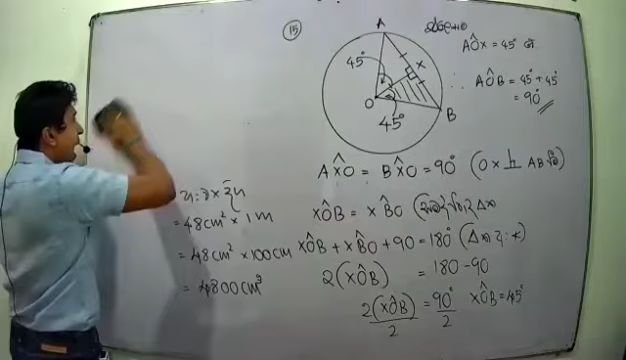 15
A
45°
x
O
B
45°
AÔX = 45°
∴ AÔB = 45° + 45°
= 90°
AX̂O = BX̂O = 90° (OX ⊥ AB
XÔB = XB̂O
XÔB + XB̂O + 90 = 180°
2(XÔB) = 180 - 90
2(XÔB)/2 = 90°/2 XÔB = 45°
= 48cm² × 1m
= 48cm² × 100cm
= 4800cm³